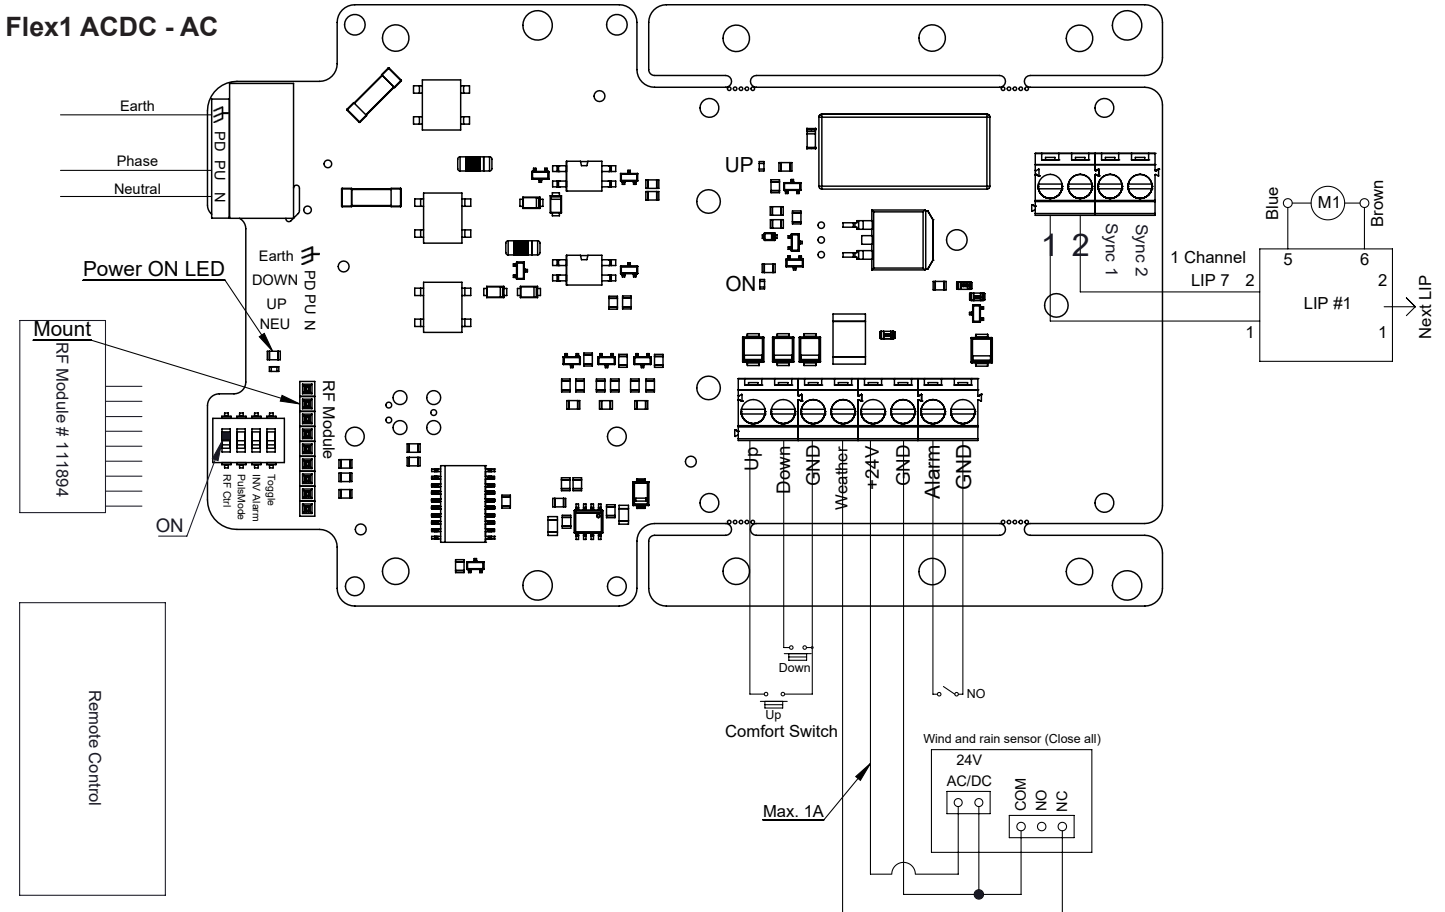 Flex1 ACDC - AC
Earth
Phase
Neutral
PD PU N
Power ON LED
Earth
DOWN
UP
NEU
PD PU N
Mount
RF Module # 111894
RF Module
RF Ctrl
PulsMode
INV Alarm
Toggle
ON
Remote Control
UP
ON
1
2
Sync 1
Sync 2
Blue
M1
Brown
1 Channel
LIP 7
5
6
2
2
LIP #1
1
1
Next LIP
Up
Down
GND
Weather
+24V
GND
Alarm
GND
Down
Up
Comfort Switch
NO
Wind and rain sensor (Close all)
24V
AC/DC
COM
NO
NC
Max. 1A